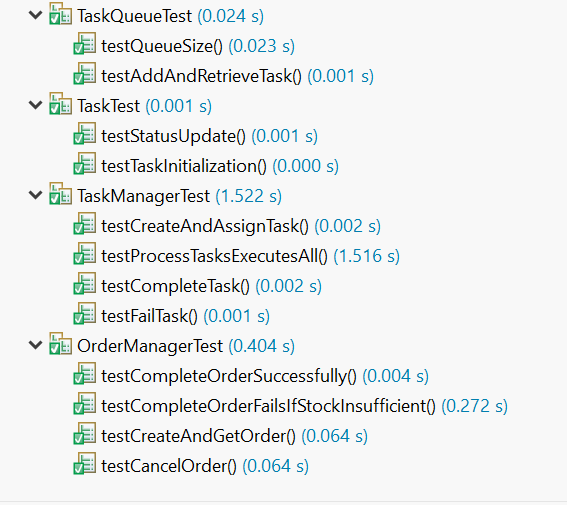 TaskQueueTest (0.024 s)
testQueueSize() (0.023 s)
testAddAndRetrieveTask() (0.001 s)
TaskTest (0.001 s)
testStatusUpdate() (0.001 s)
testTaskInitialization() (0.000 s)
TaskManagerTest (1.522 s)
testCreateAndAssignTask() (0.002 s)
testProcessTasksExecutesAll() (1.516 s)
testCompleteTask() (0.002 s)
testFailTask() (0.001 s)
OrderManagerTest (0.404 s)
testCompleteOrderSuccessfully() (0.004 s)
testCompleteOrderFailsIfStockInsufficient() (0.272 s)
testCreateAndGetOrder() (0.064 s)
testCancelOrder() (0.064 s)